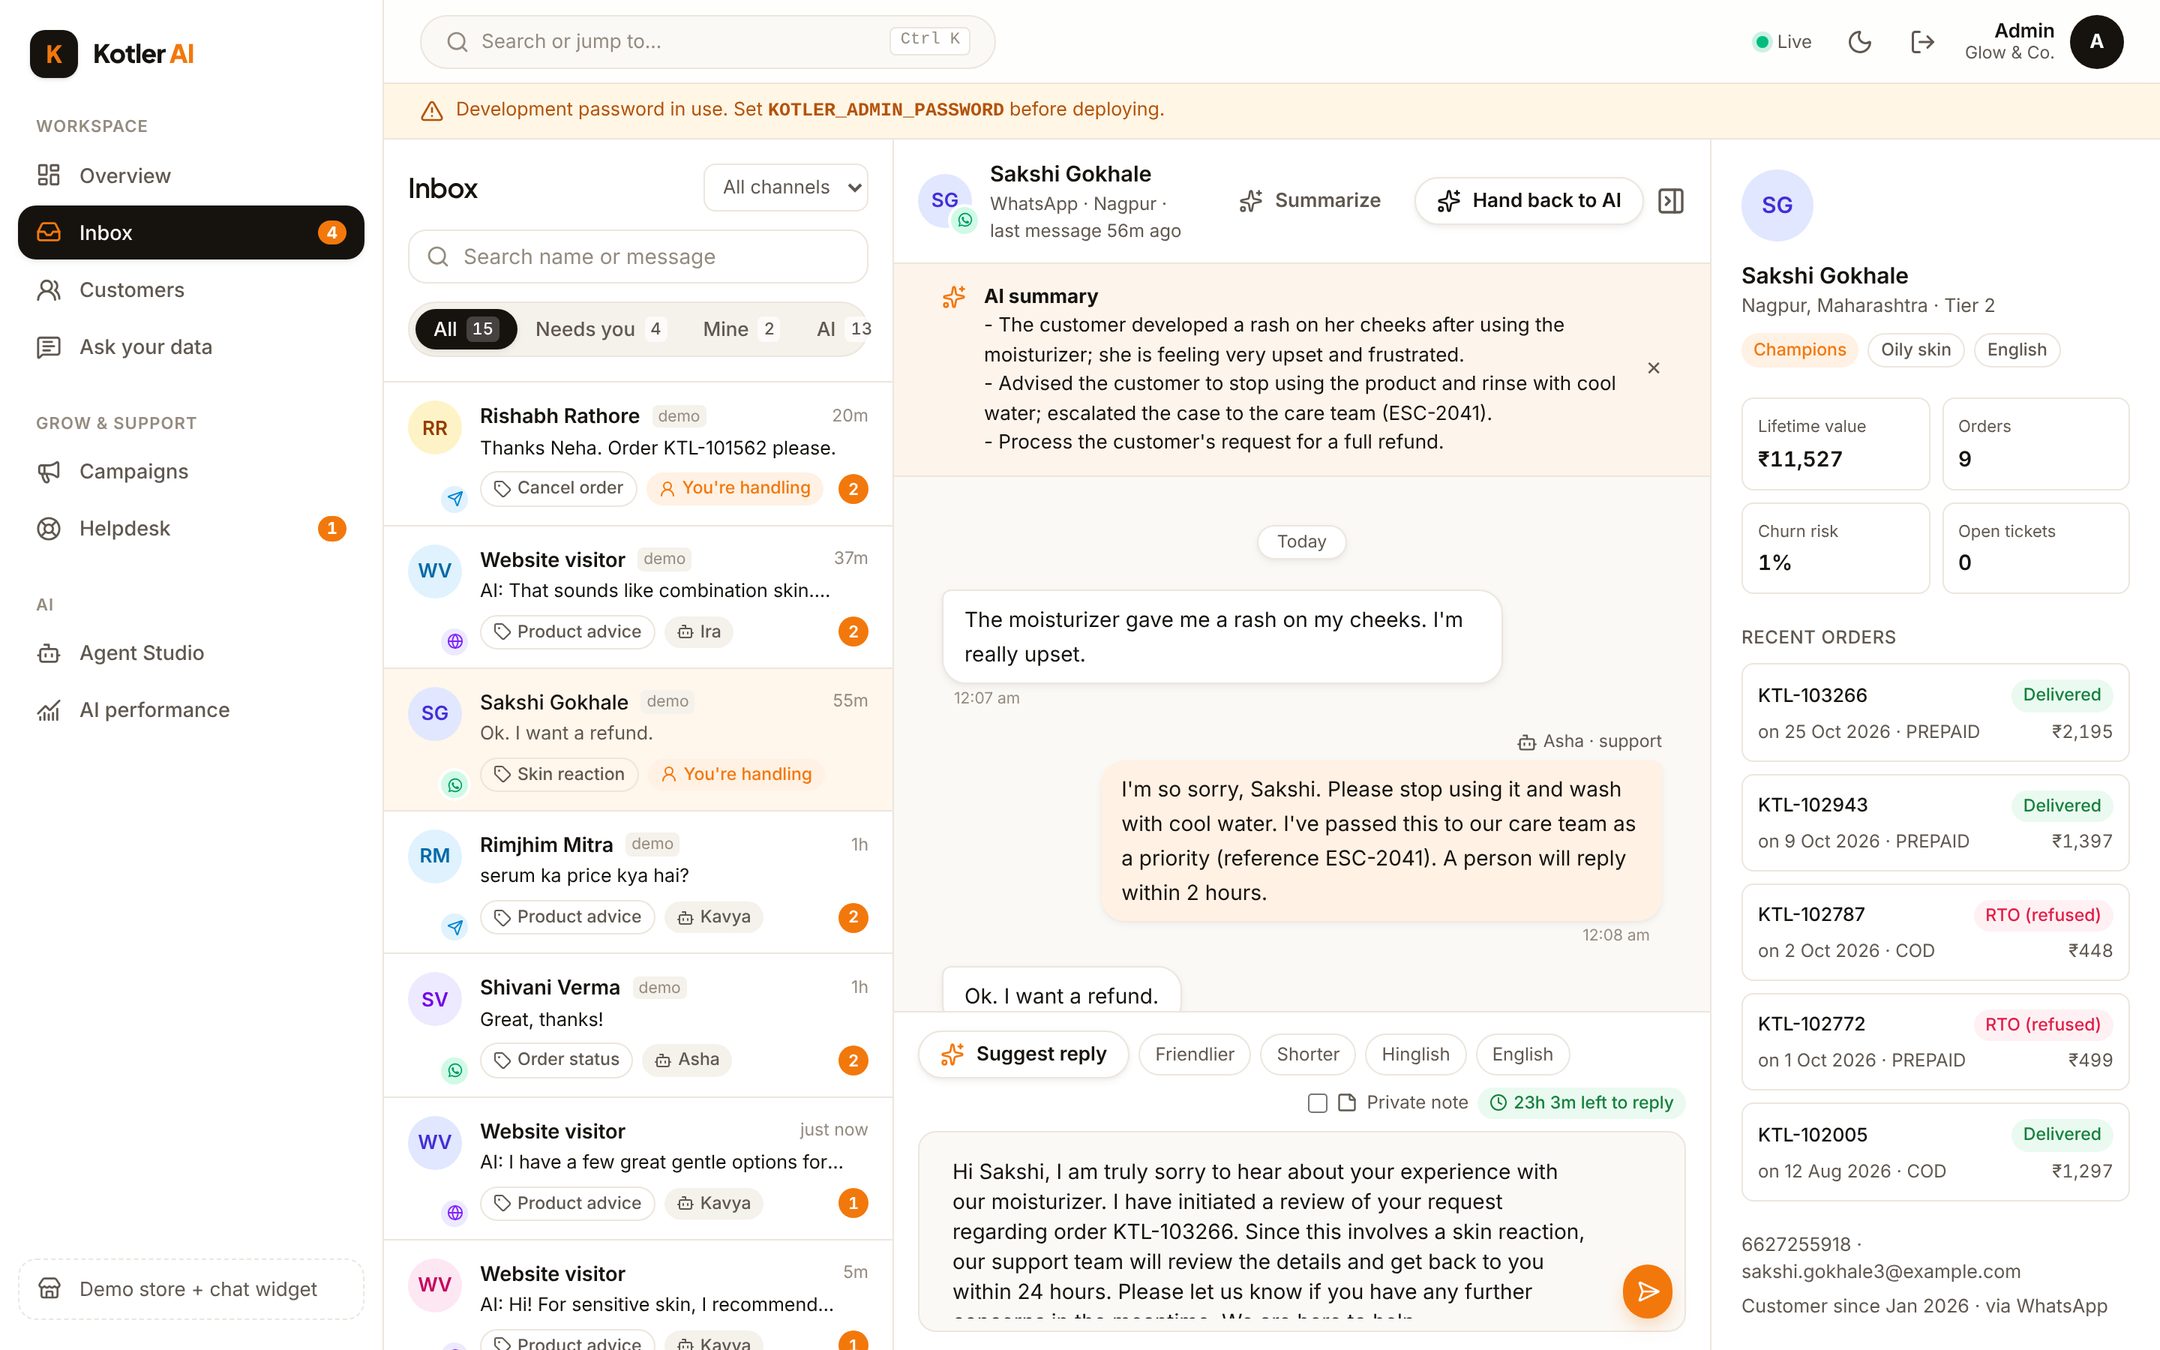 K Kotler AI
Search or jump to... Ctrl K
Live
Admin
Glow & Co.
A
Development password in use. Set KOTLER_ADMIN_PASSWORD before deploying.
WORKSPACE
Overview
Inbox 4
Customers
Ask your data
GROW & SUPPORT
Campaigns
Helpdesk 1
AI
Agent Studio
AI performance
Demo store + chat widget
Inbox All channels
Search name or message
All 15 Needs you 4 Mine 2 AI 13
RR Rishabh Rathore demo 20m
Thanks Neha. Order KTL-101562 please.
Cancel order You're handling 2
WV Website visitor demo 37m
AI: That sounds like combination skin....
Product advice Ira 2
SG Sakshi Gokhale demo 55m
Ok. I want a refund.
Skin reaction You're handling
RM Rimjhim Mitra demo 1h
serum ka price kya hai?
Product advice Kavya 2
SV Shivani Verma demo 1h
Great, thanks!
Order status Asha 2
WV Website visitor just now
AI: I have a few great gentle options for...
Product advice Kavya 1
WV Website visitor 5m
AI: Hi! For sensitive skin, I recommend...
Product advice Kavya 1
SG Sakshi Gokhale
WhatsApp · Nagpur ·
last message 56m ago
Summarize
Hand back to AI
AI summary
- The customer developed a rash on her cheeks after using the
moisturizer; she is feeling very upset and frustrated.
- Advised the customer to stop using the product and rinse with cool
water; escalated the case to the care team (ESC-2041).
- Process the customer's request for a full refund.
Today
The moisturizer gave me a rash on my cheeks. I'm
really upset.
12:07 am
Asha · support
I'm so sorry, Sakshi. Please stop using it and wash
with cool water. I've passed this to our care team as
a priority (reference ESC-2041). A person will reply
within 2 hours.
12:08 am
Ok. I want a refund.
Suggest reply Friendlier Shorter Hinglish English
Private note 23h 3m left to reply
Hi Sakshi, I am truly sorry to hear about your experience with
our moisturizer. I have initiated a review of your request
regarding order KTL-103266. Since this involves a skin reaction,
our support team will review the details and get back to you
within 24 hours. Please let us know if you have any further
SG
Sakshi Gokhale
Nagpur, Maharashtra · Tier 2
Champions Oily skin English
Lifetime value
₹11,527
Orders
9
Churn risk
1%
Open tickets
0
RECENT ORDERS
KTL-103266 Delivered
on 25 Oct 2026 · PREPAID ₹2,195
KTL-102943 Delivered
on 9 Oct 2026 · PREPAID ₹1,397
KTL-102787 RTO (refused)
on 2 Oct 2026 · COD ₹448
KTL-102772 RTO (refused)
on 1 Oct 2026 · PREPAID ₹499
KTL-102005 Delivered
on 12 Aug 2026 · COD ₹1,297
6627255918 ·
sakshi.gokhale3@example.com
Customer since Jan 2026 · via WhatsApp